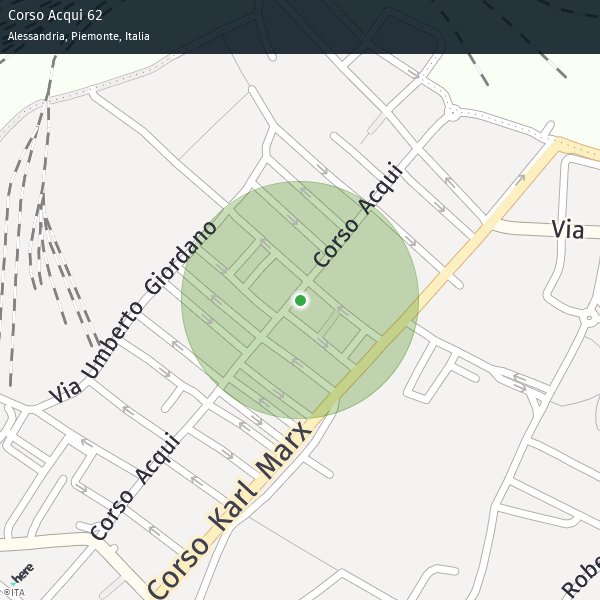 Corso Acqui 62
Alessandria, Piemonte, Italia
Corso Acqui
Via
Via Umberto Giordano
Corso Acqui
Corso Karl Marx
Robe
here
© ITA